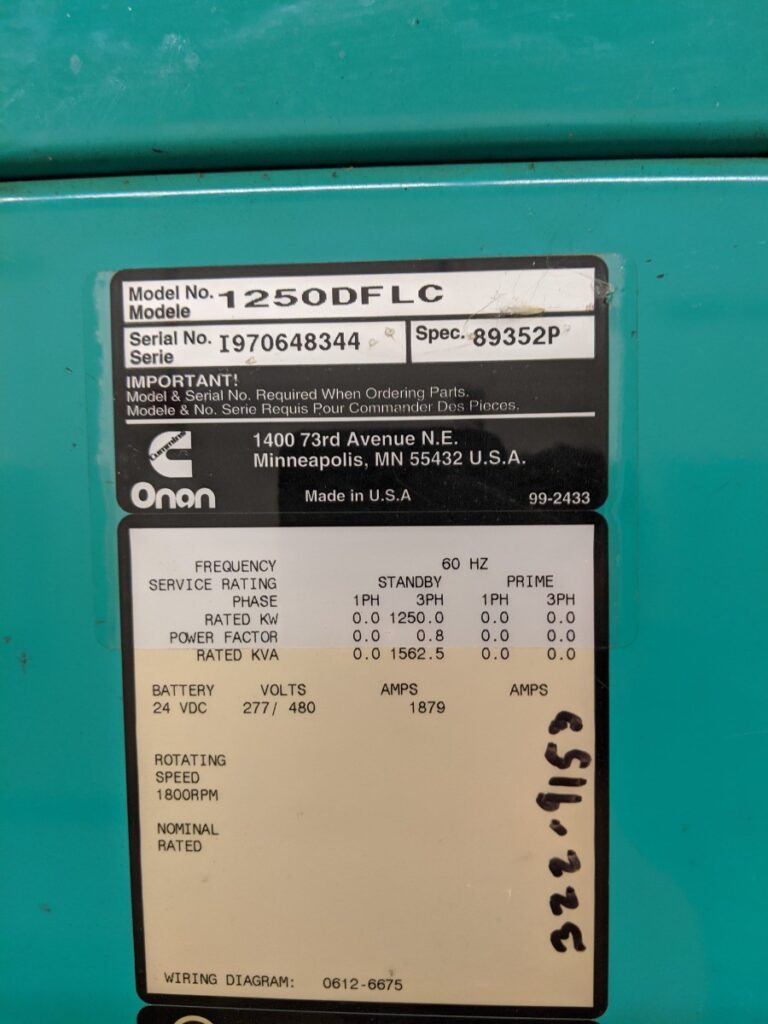 Model No. 1250DFLC
Modele
Serial No. I970648344 Spec. 89352P
Serie
IMPORTANT!
Model & Serial No. Required When Ordering Parts.
Modele & No. Serie Requis Pour Commander Des Pieces.
Cummins
Onan
1400 73rd Avenue N.E.
Minneapolis, MN 55432 U.S.A.
Made in U.S.A 99-2433
FREQUENCY 60 HZ
SERVICE RATING STANDBY PRIME
PHASE 1PH 3PH 1PH 3PH
RATED KW 0.0 1250.0 0.0 0.0
POWER FACTOR 0.0 0.8 0.0 0.0
RATED KVA 0.0 1562.5 0.0 0.0
BATTERY VOLTS AMPS AMPS
24 VDC 277/ 480 1879
ROTATING
SPEED
1800RPM
NOMINAL
RATED
322-9153
WIRING DIAGRAM: 0612-6675